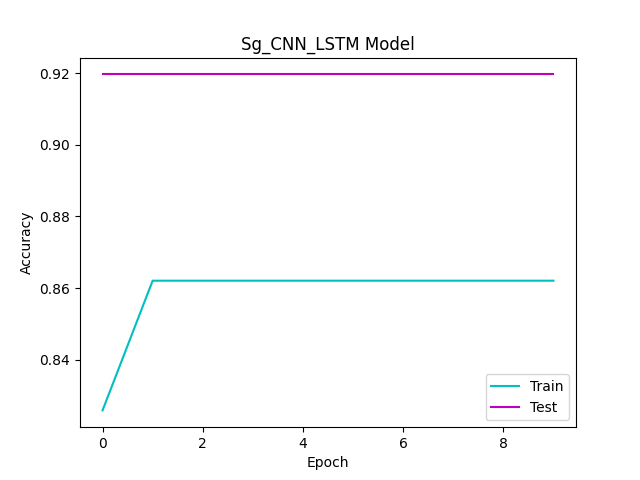 Sg_CNN_LSTM Model
0.92
0.90
0.88
0.86
0.84
Accuracy
0 2 4 6 8
Epoch
Train
Test